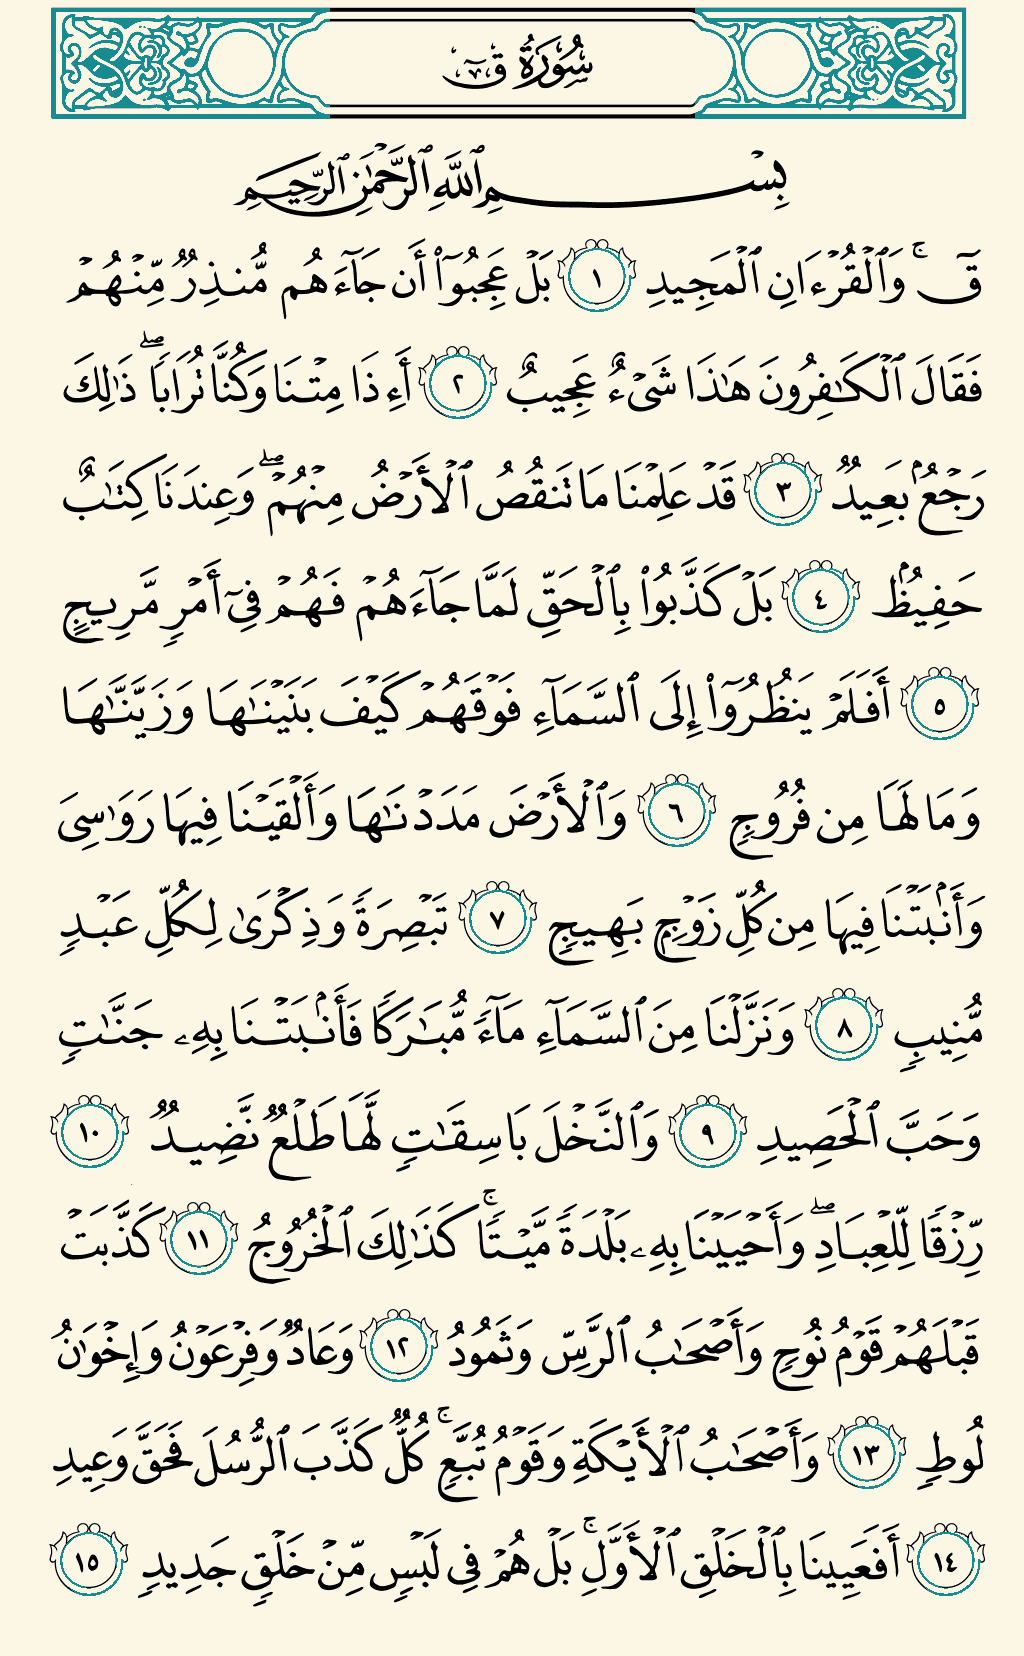 سُورَةُ قٓ
بِسْمِ ٱللَّهِ ٱلرَّحْمَٰنِ ٱلرَّحِيمِ
قٓ ۚ وَٱلْقُرْءَانِ ٱلْمَجِيدِ ١ بَلْ عَجِبُوٓا۟ أَن جَآءَهُم مُّنذِرٌ مِّنْهُمْ
فَقَالَ ٱلْكَٰفِرُونَ هَٰذَا شَىْءٌ عَجِيبٌ ٢ أَءِذَا مِتْنَا وَكُنَّا تُرَابًا ۖ ذَٰلِكَ
رَجْعٌۢ بَعِيدٌ ٣ قَدْ عَلِمْنَا مَا تَنقُصُ ٱلْأَرْضُ مِنْهُمْ ۖ وَعِندَنَا كِتَٰبٌ
حَفِيظٌۢ ٤ بَلْ كَذَّبُوا۟ بِٱلْحَقِّ لَمَّا جَآءَهُمْ فَهُمْ فِىٓ أَمْرٍ مَّرِيجٍ
٥ أَفَلَمْ يَنظُرُوٓا۟ إِلَى ٱلسَّمَآءِ فَوْقَهُمْ كَيْفَ بَنَيْنَٰهَا وَزَيَّنَّٰهَا
وَمَا لَهَا مِن فُرُوجٍ ٦ وَٱلْأَرْضَ مَدَدْنَٰهَا وَأَلْقَيْنَا فِيهَا رَوَٰسِىَ
وَأَنۢبَتْنَا فِيهَا مِن كُلِّ زَوْجٍۭ بَهِيجٍ ٧ تَبْصِرَةً وَذِكْرَىٰ لِكُلِّ عَبْدٍ
مُّنِيبٍ ٨ وَنَزَّلْنَا مِنَ ٱلسَّمَآءِ مَآءً مُّبَٰرَكًا فَأَنۢبَتْنَا بِهِۦ جَنَّٰتٍ
وَحَبَّ ٱلْحَصِيدِ ٩ وَٱلنَّخْلَ بَاسِقَٰتٍ لَّهَا طَلْعٌ نَّضِيدٌ ١٠
رِّزْقًا لِّلْعِبَادِ ۖ وَأَحْيَيْنَا بِهِۦ بَلْدَةً مَّيْتًا ۚ كَذَٰلِكَ ٱلْخُرُوجُ ١١ كَذَّبَتْ
قَبْلَهُمْ قَوْمُ نُوحٍ وَأَصْحَٰبُ ٱلرَّسِّ وَثَمُودُ ١٢ وَعَادٌ وَفِرْعَوْنُ وَإِخْوَٰنُ
لُوطٍ ١٣ وَأَصْحَٰبُ ٱلْأَيْكَةِ وَقَوْمُ تُبَّعٍ ۚ كُلٌّ كَذَّبَ ٱلرُّسُلَ فَحَقَّ وَعِيدِ
١٤ أَفَعَيِينَا بِٱلْخَلْقِ ٱلْأَوَّلِ ۚ بَلْ هُمْ فِى لَبْسٍ مِّنْ خَلْقٍ جَدِيدٍ ١٥